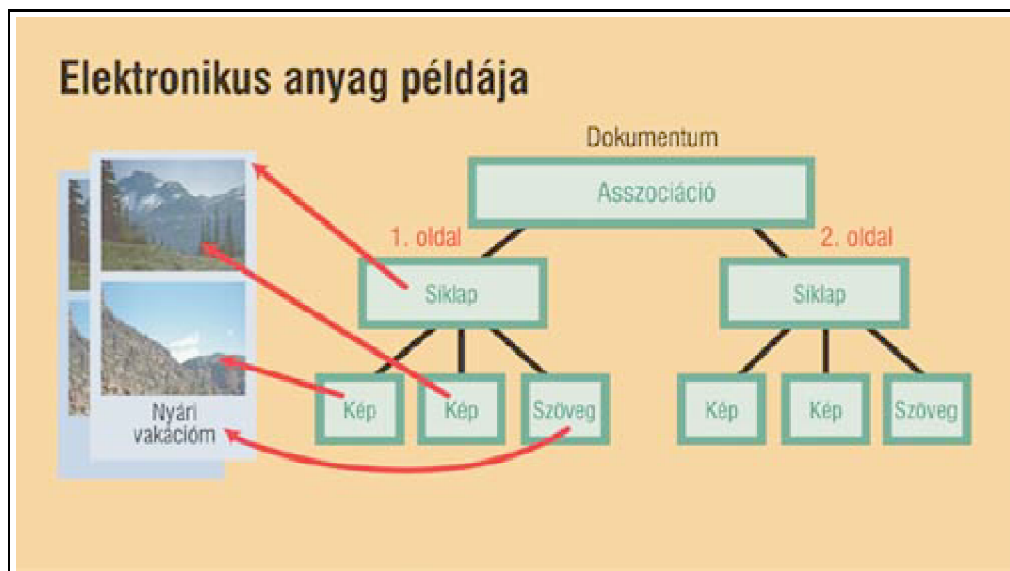 Elektronikus anyag példája
Dokumentum
Asszociáció
1. oldal
2. oldal
Síklap
Síklap
Kép
Kép
Szöveg
Kép
Kép
Szöveg
Nyári
vakációm